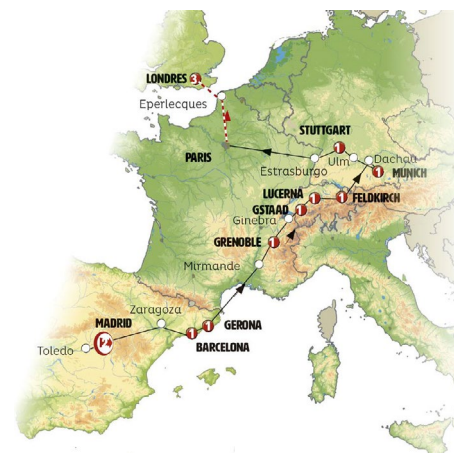 LONDRES 3
Eperlecques
STUTTGART
1
PARIS
Ulm
Dachau
Estrasburgo
1
MUNICH
LUCERNA
1
1
FELDKIRCH
GSTAAD 1
Ginebra
GRENOBLE 1
Mirmande
Zaragoza
MADRID
1
GERONA
Toledo
2
1
BARCELONA